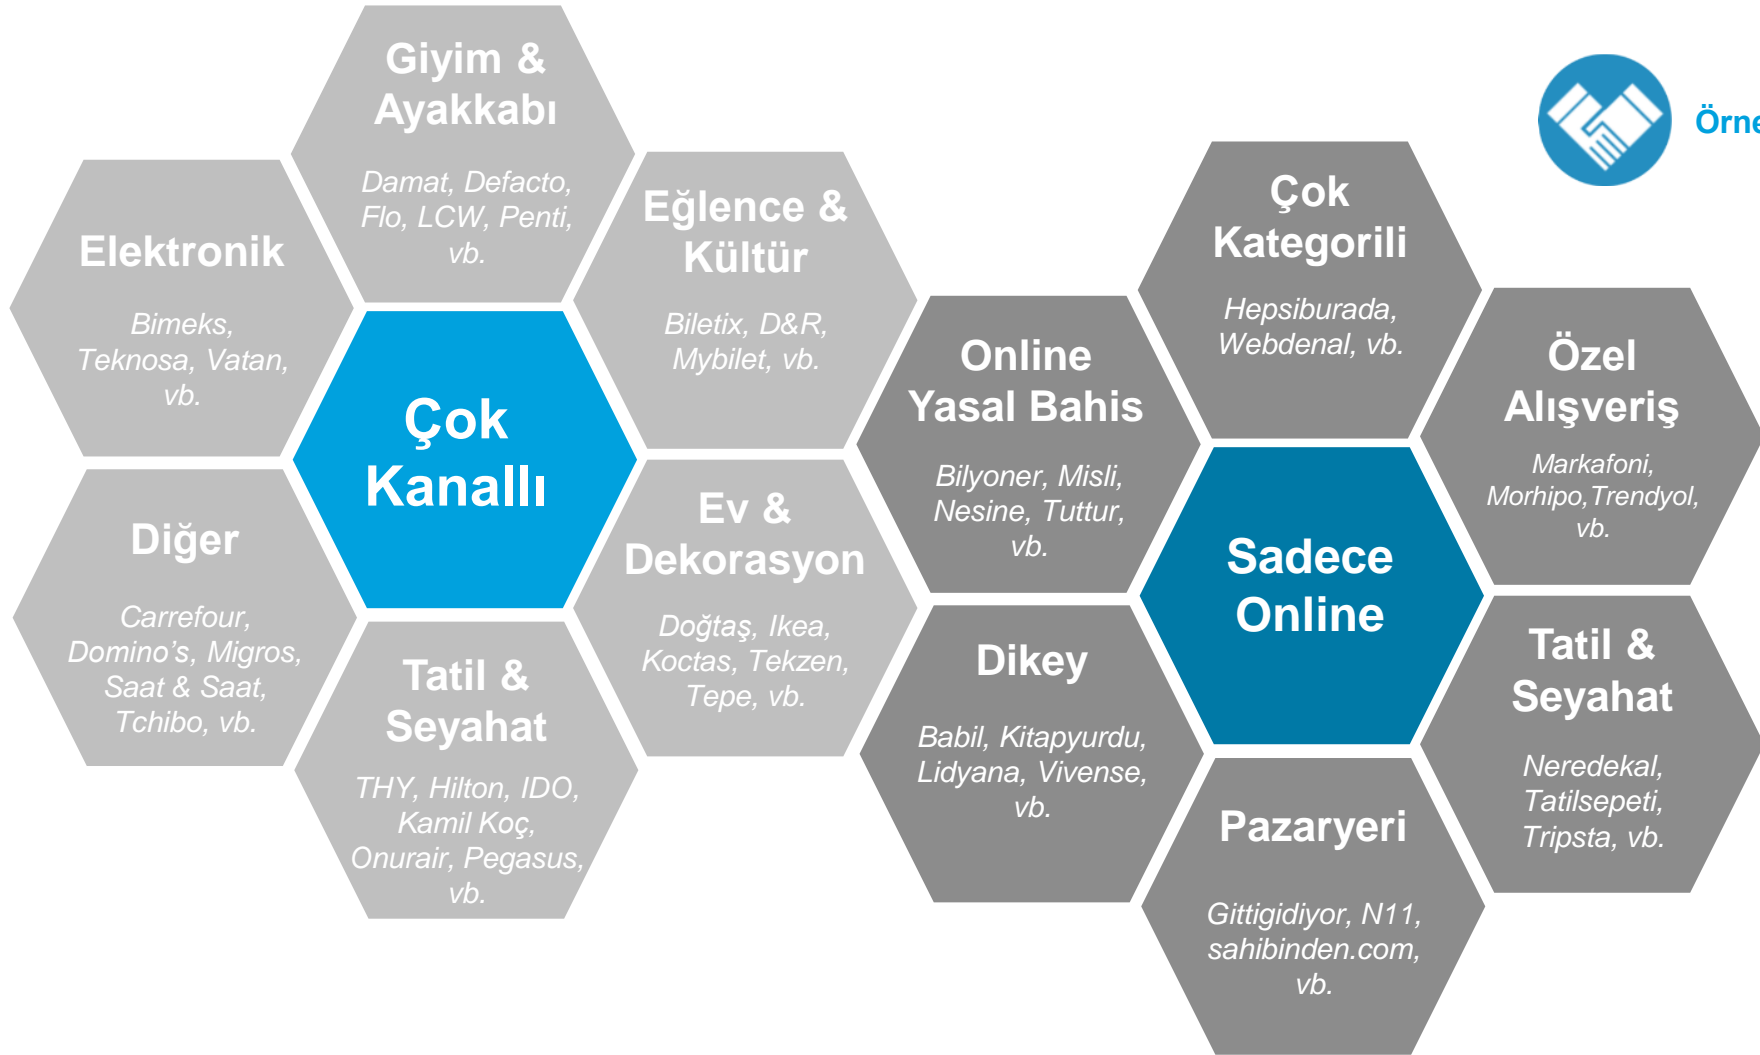 Giyim &
Ayakkabı
Damat, Defacto,
Flo, LCW, Penti,
vb.
Elektronik
Bimeks,
Teknosa, Vatan,
vb.
Eğlence &
Kültür
Biletix, D&R,
Mybilet, vb.
Çok
Kanallı
Diğer
Carrefour,
Domino’s, Migros,
Saat & Saat,
Tchibo, vb.
Ev &
Dekorasyon
Doğtaş, Ikea,
Koctas, Tekzen,
Tepe, vb.
Tatil &
Seyahat
THY, Hilton, IDO,
Kamil Koç,
Onurair, Pegasus,
vb.
Çok
Kategorili
Hepsiburada,
Webdenal, vb.
Online
Yasal Bahis
Bilyoner, Misli,
Nesine, Tuttur,
vb.
Özel
Alışveriş
Markafoni,
Morhipo,Trendyol,
vb.
Sadece
Online
Dikey
Babil, Kitapyurdu,
Lidyana, Vivense,
vb.
Tatil &
Seyahat
Neredekal,
Tatilsepeti,
Tripsta, vb.
Pazaryeri
Gittigidiyor, N11,
sahibinden.com,
vb.